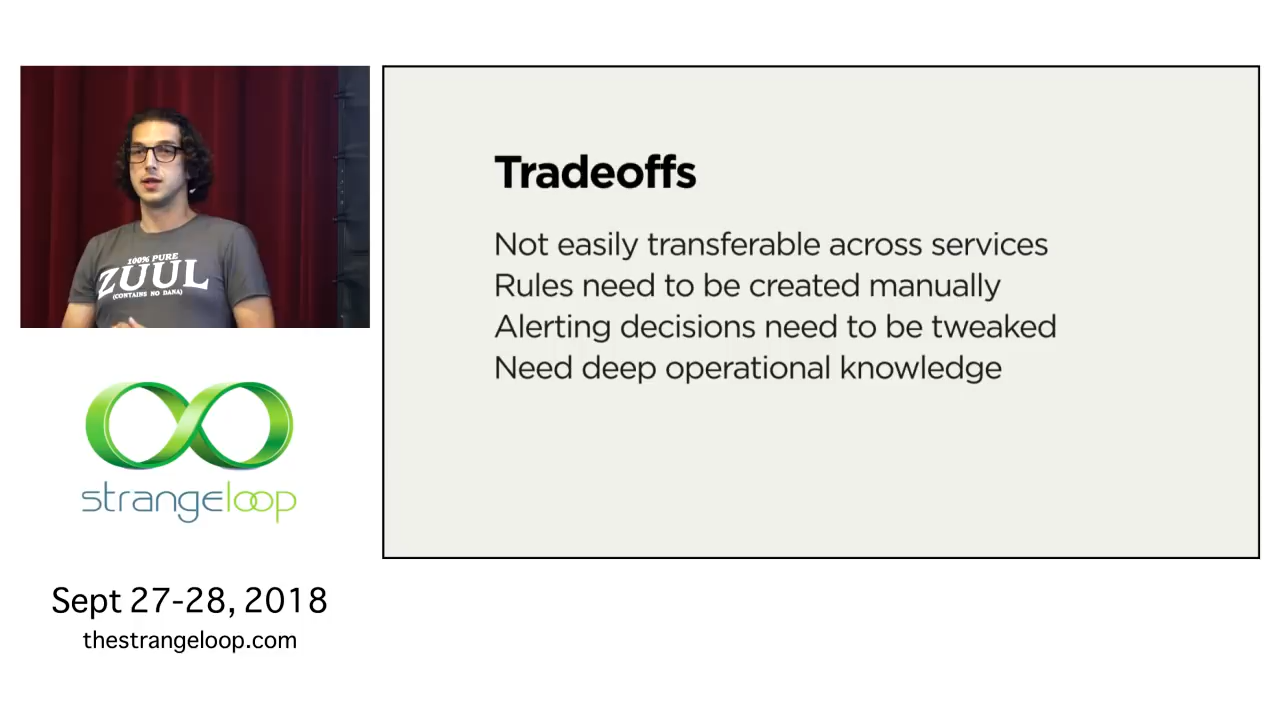 100% PURE
ZUUL
(CONTAINS NO DANA)
strangeloop
Sept 27-28, 2018
thestrangeloop.com
Tradeoffs
Not easily transferable across services
Rules need to be created manually
Alerting decisions need to be tweaked
Need deep operational knowledge